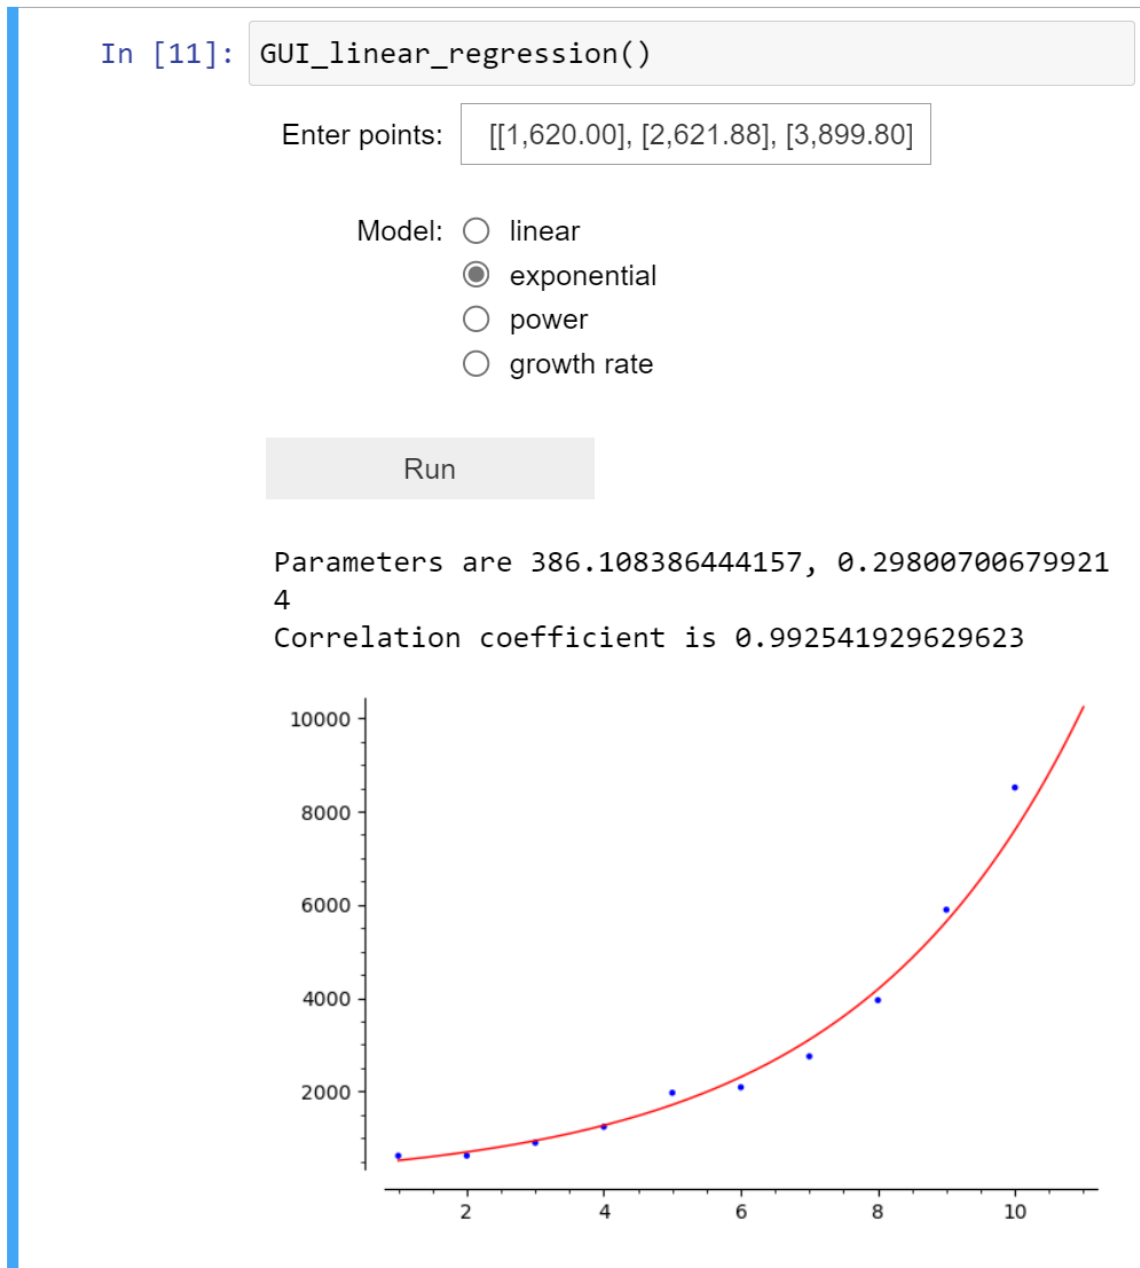 In [11]: GUI_linear_regression()
Enter points: [[1,620.00], [2,621.88], [3,899.80]
Model: linear
exponential
power
growth rate
Run
Parameters are 386.108386444157, 0.29800700679921
4
Correlation coefficient is 0.992541929629623
10000
8000
6000
4000
2000
2 4 6 8 10